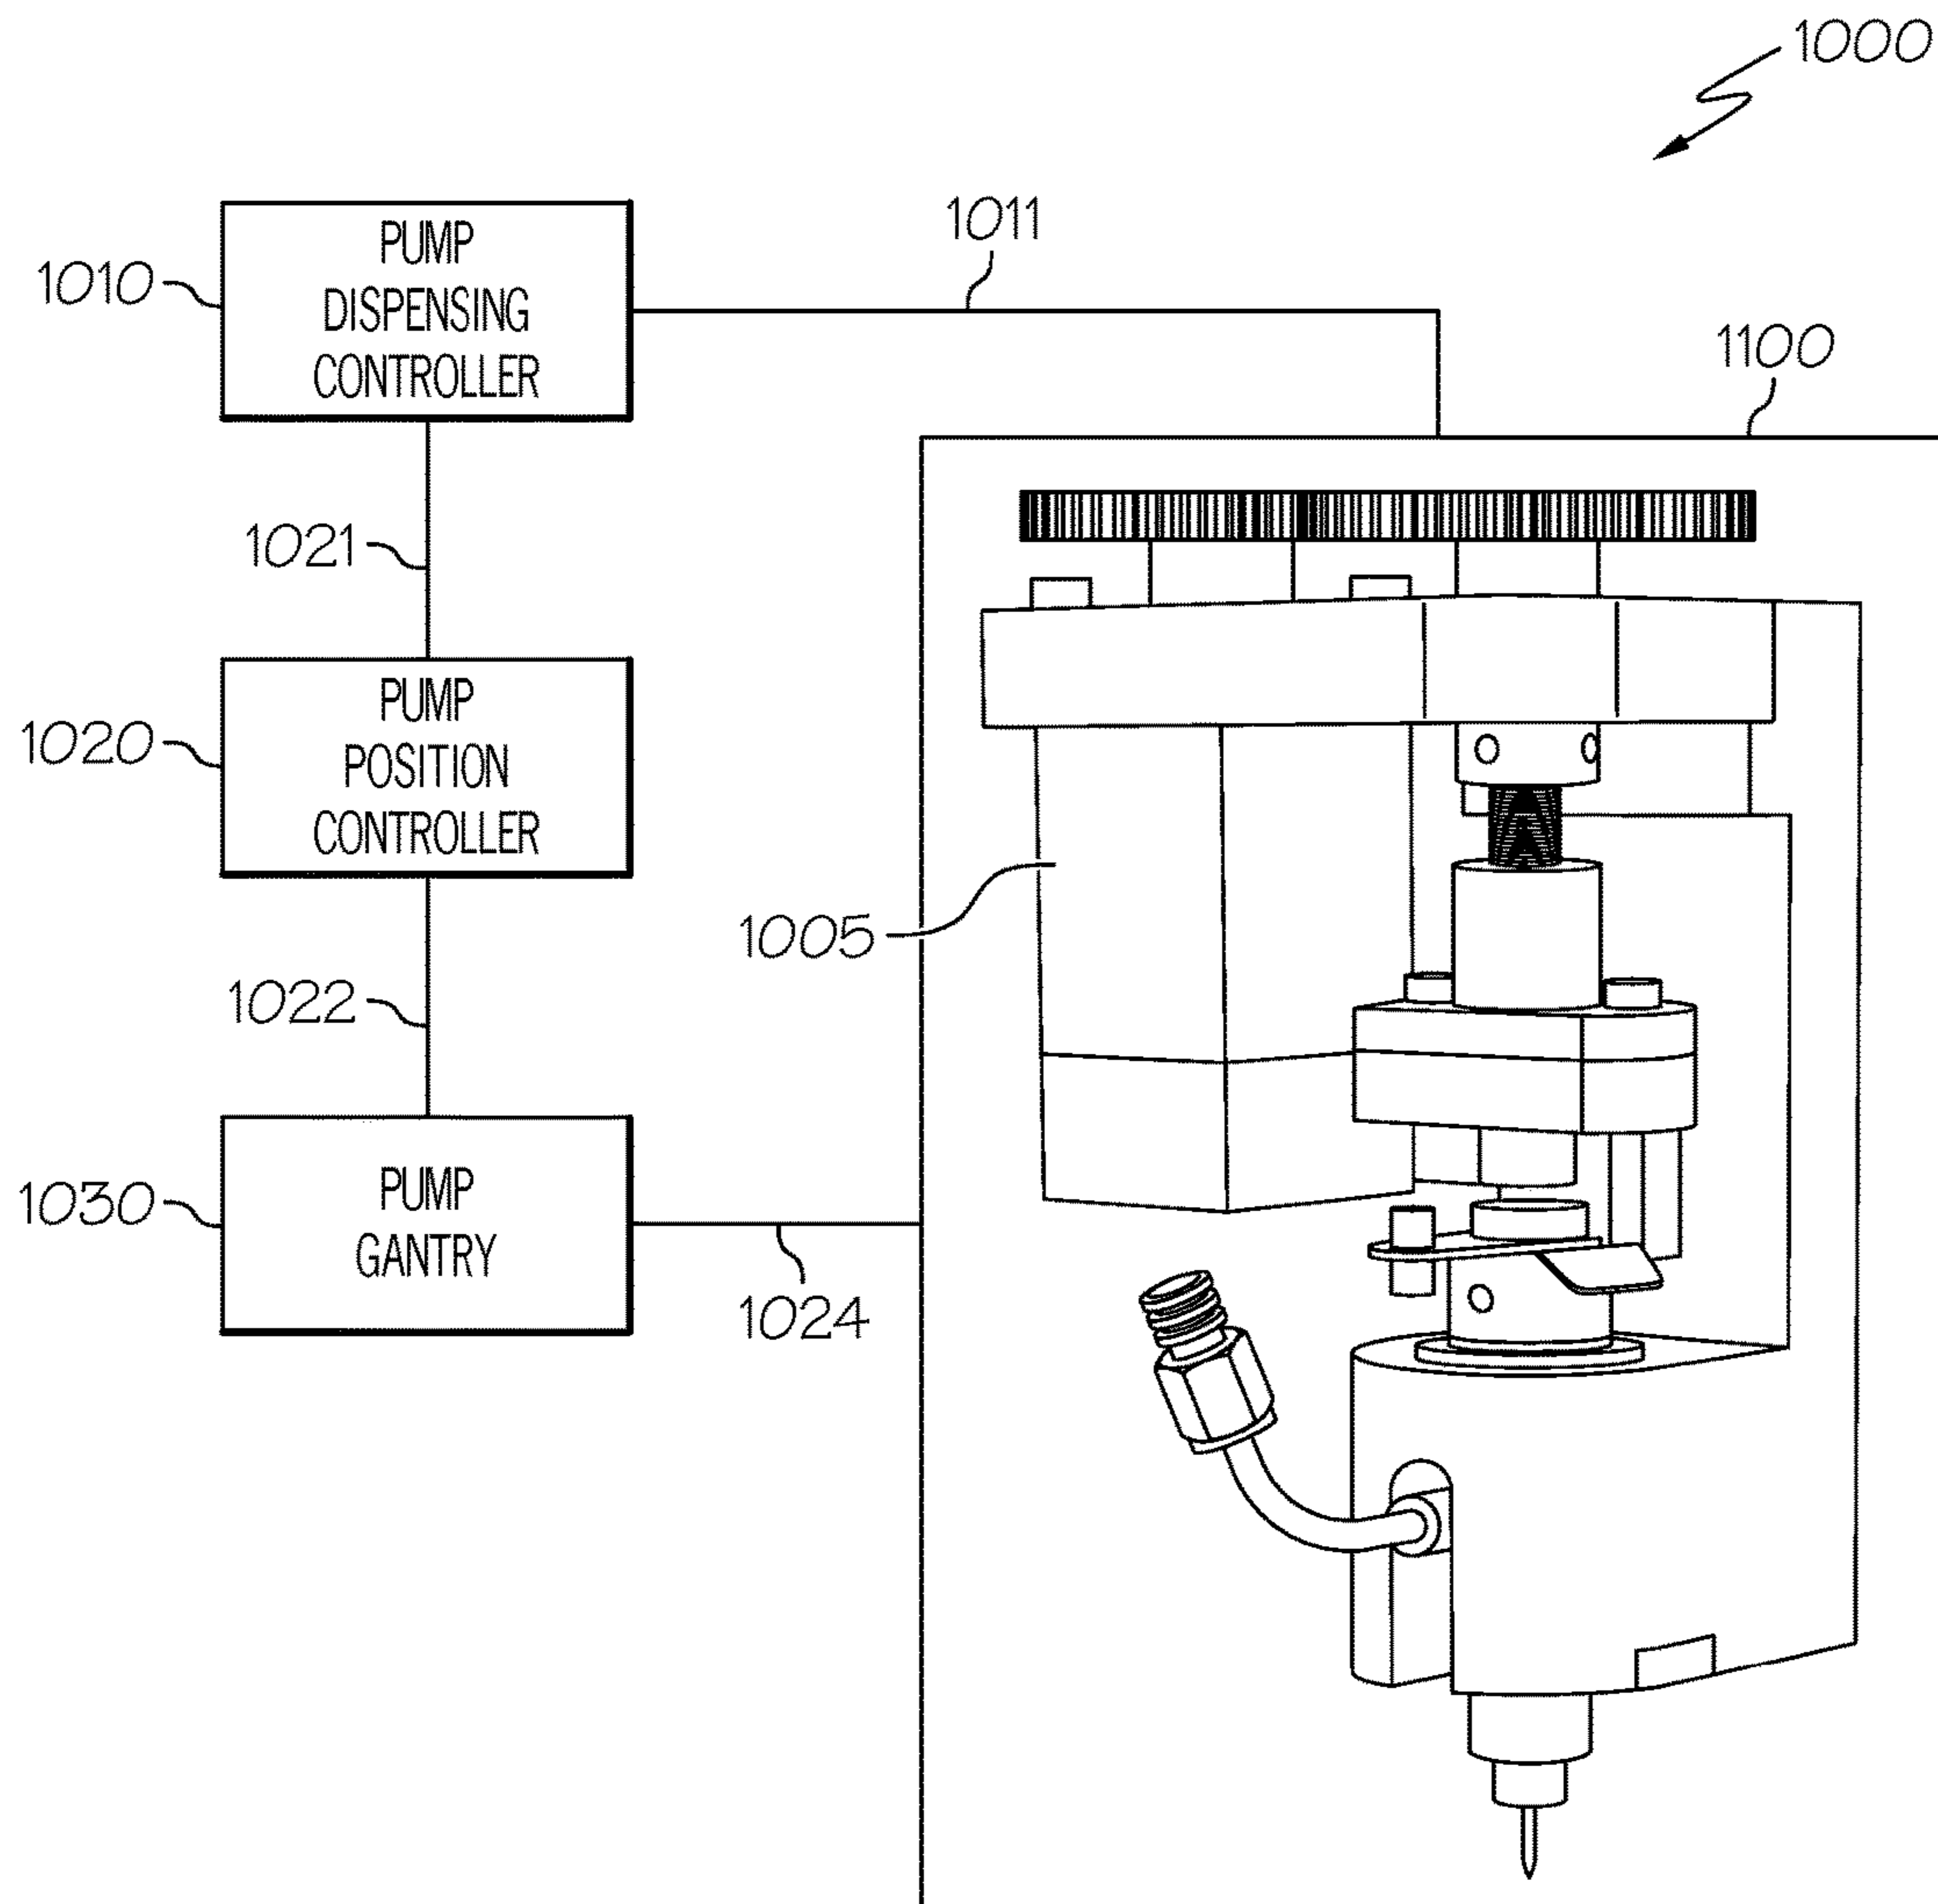 1000
1011
1010
PUMP
DISPENSING
CONTROLLER
1100
1021
1020
PUMP
POSITION
CONTROLLER
1005
1022
1030
PUMP
GANTRY
1024